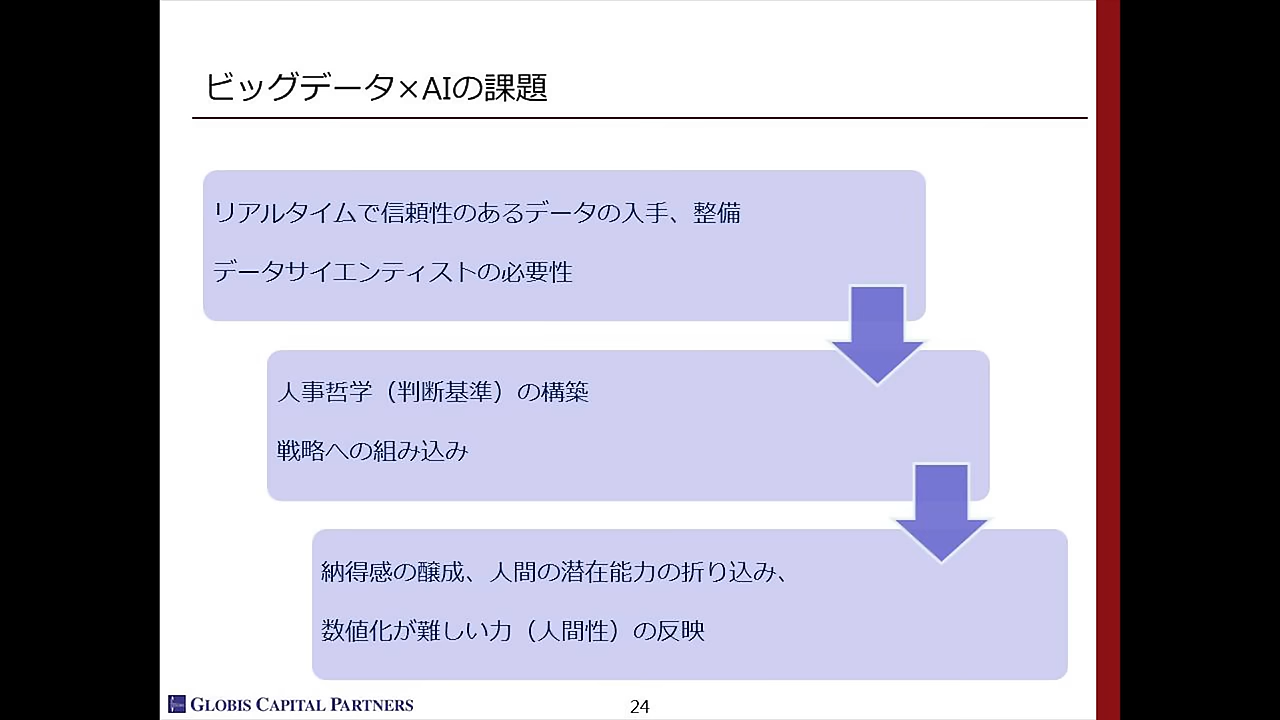 ビッグデータ×AIの課題
リアルタイムで信頼性のあるデータの入手、整備
データサイエンティストの必要性
人事哲学（判断基準）の構築
戦略への組み込み
納得感の醸成、人間の潜在能力の折り込み、
数値化が難しい力（人間性）の反映
GLOBIS CAPITAL PARTNERS
24